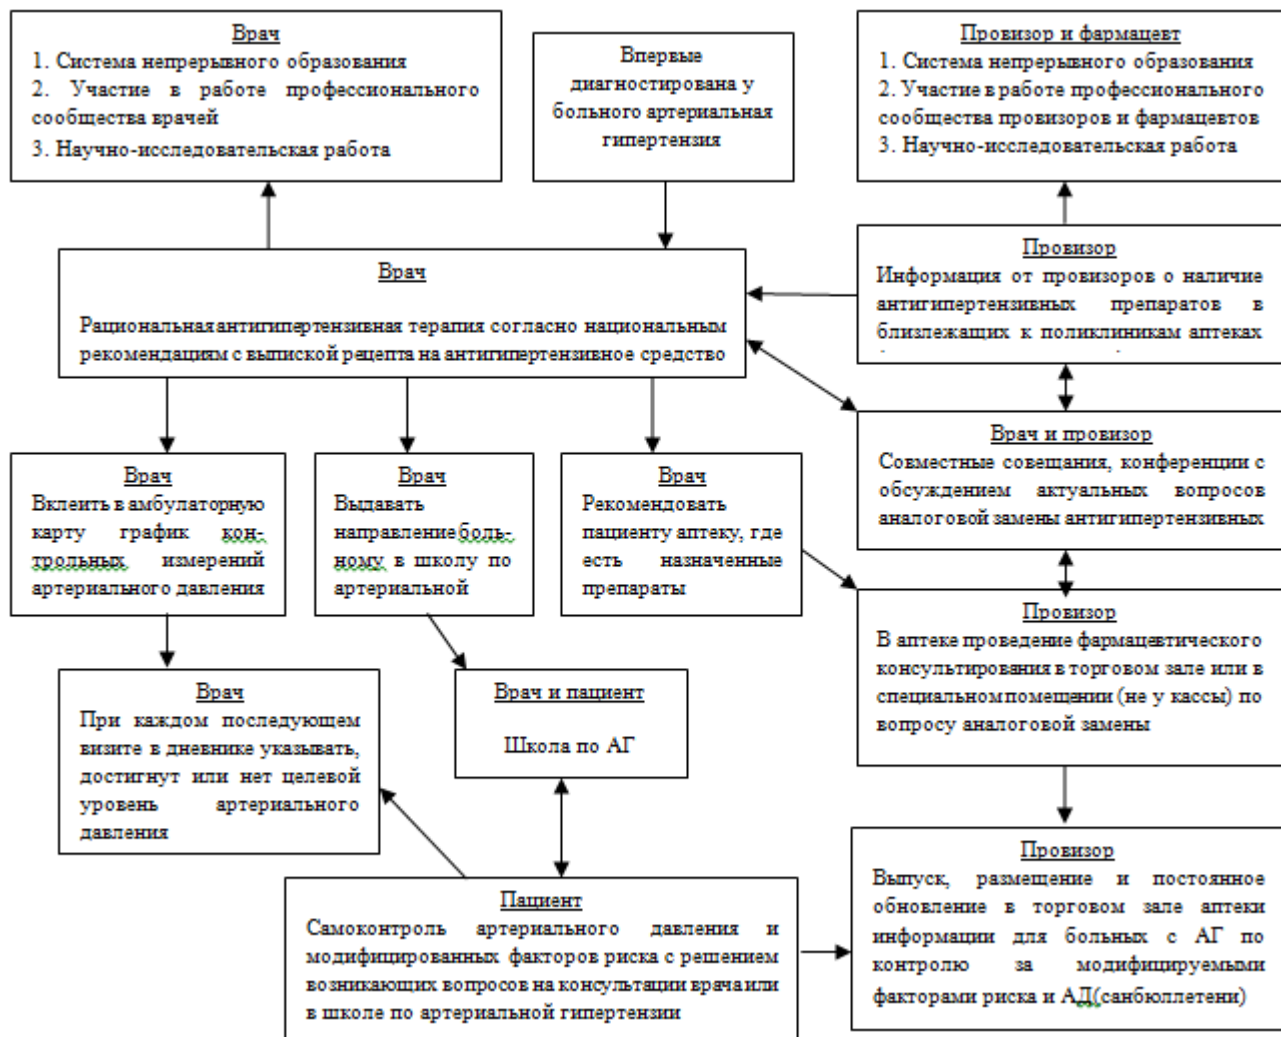 Врач
1. Система непрерывного образования
2. Участие в работе профессионального
сообщества врачей
3. Научно-исследовательская работа
Впервые
диагностирована у
больного артериальная
гипертензия
Провизор и фармацевт
1. Система непрерывного образования
2. Участие в работе профессионального
сообщества провизоров и фармацевтов
3. Научно-исследовательская работа
Врач
Рациональная антигипертензивная терапия согласно национальным
рекомендациям с выпиской рецепта на антигипертензивное средство
Провизор
Информация от провизоров о наличие
антигипертензивных препаратов в
близлежащих к поликлиникам аптеках
Врач и провизор
Совместные совещания, конференции с
обсуждением актуальных вопросов
аналоговой замены антигипертензивных
Врач
Вклеить в амбулаторную
карту график кон-
трольных измерений
артериального давления
Врач
Выдавать
направление боль-
ному в школу по
артериальной
Врач
Рекомендовать
пациенту аптеку, где
есть назначенные
препараты
Провизор
В аптеке проведение фармацевтического
консультирования в торговом зале или в
специальном помещении (не у кассы) по
вопросу аналоговой замены
Врач
При каждом последующем
визите в дневнике указывать,
достигнут или нет целевой
уровень артериального
давления
Врач и пациент
Школа по АГ
Пациент
Самоконтроль артериального давления и
модифицированных факторов риска с решением
возникающих вопросов на консультации врача или
в школе по артериальной гипертензии
Провизор
Выпуск, размещение и постоянное
обновление в торговом зале аптеки
информации для больных с АГ по
контролю за модифицируемыми
факторами риска и АД(санбюллетени)